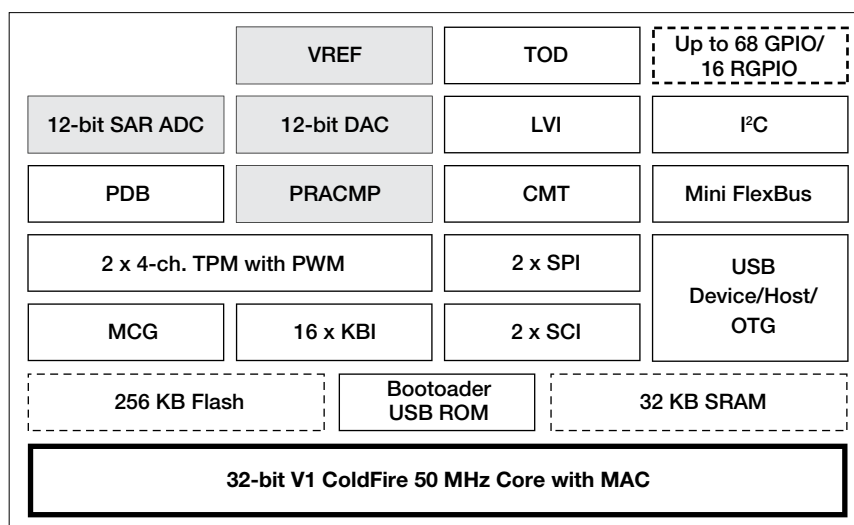 VREF
TOD
Up to 68 GPIO/
16 RGPIO
12-bit SAR ADC
12-bit DAC
LVI
I²C
PDB
PRACMP
CMT
Mini FlexBus
2 x 4-ch. TPM with PWM
2 x SPI
USB
Device/Host/
OTG
MCG
16 x KBI
2 x SCI
256 KB Flash
Bootoader
USB ROM
32 KB SRAM
32-bit V1 ColdFire 50 MHz Core with MAC